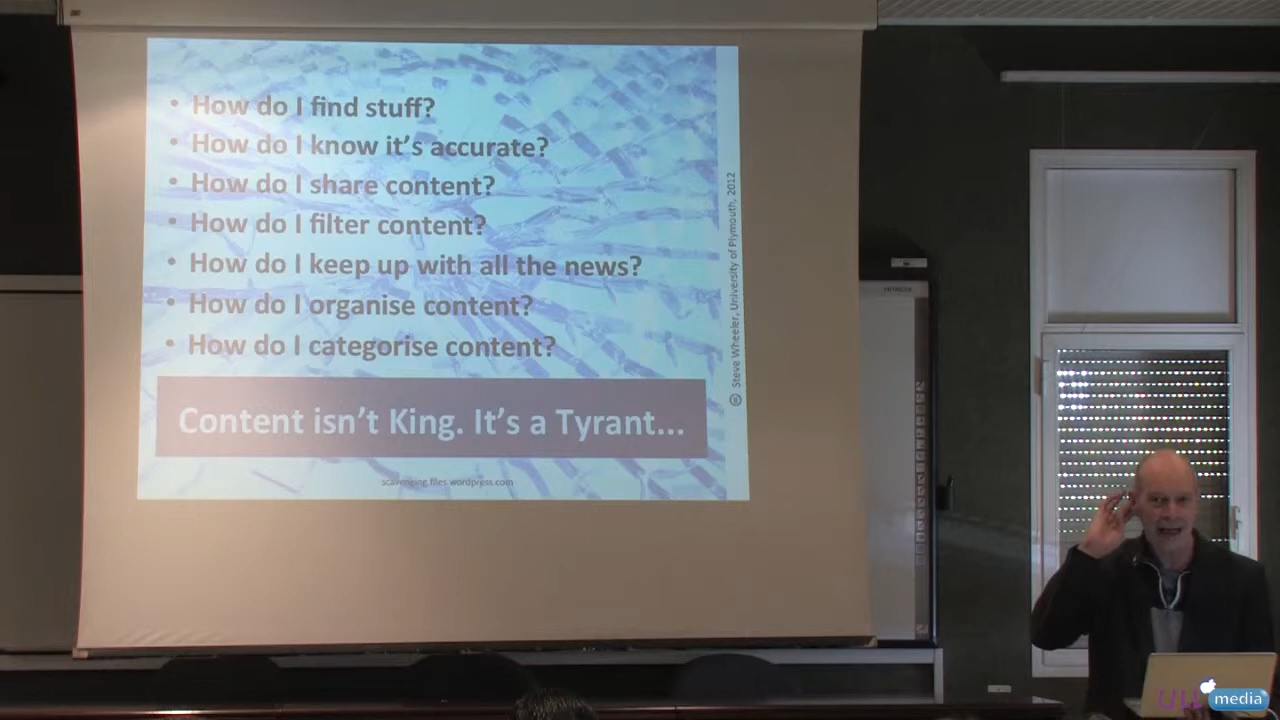 • How do I find stuff?
• How do I know it's accurate?
• How do I share content?
• How do I filter content?
• How do I keep up with all the news?
• How do I organise content?
• How do I categorise content?
Content isn't King. It's a Tyrant...
scavenging.files.wordpress.com
© Steve Wheeler, University of Plymouth, 2012
HITACHI
media